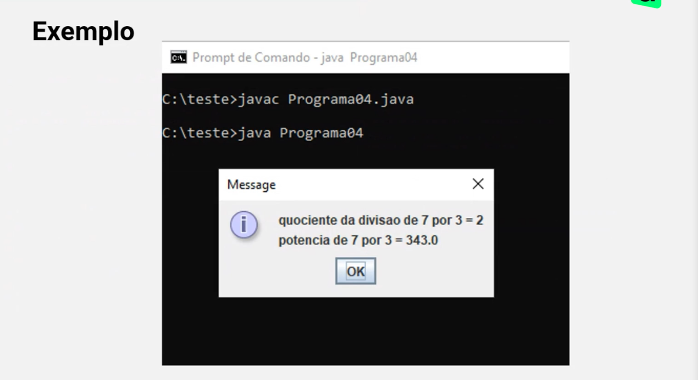 Exemplo
Prompt de Comando - java Programa04
C:\teste>javac Programa04.java
C:\teste>java Programa04
Message
quociente da divisao de 7 por 3 = 2
potencia de 7 por 3 = 343.0
OK